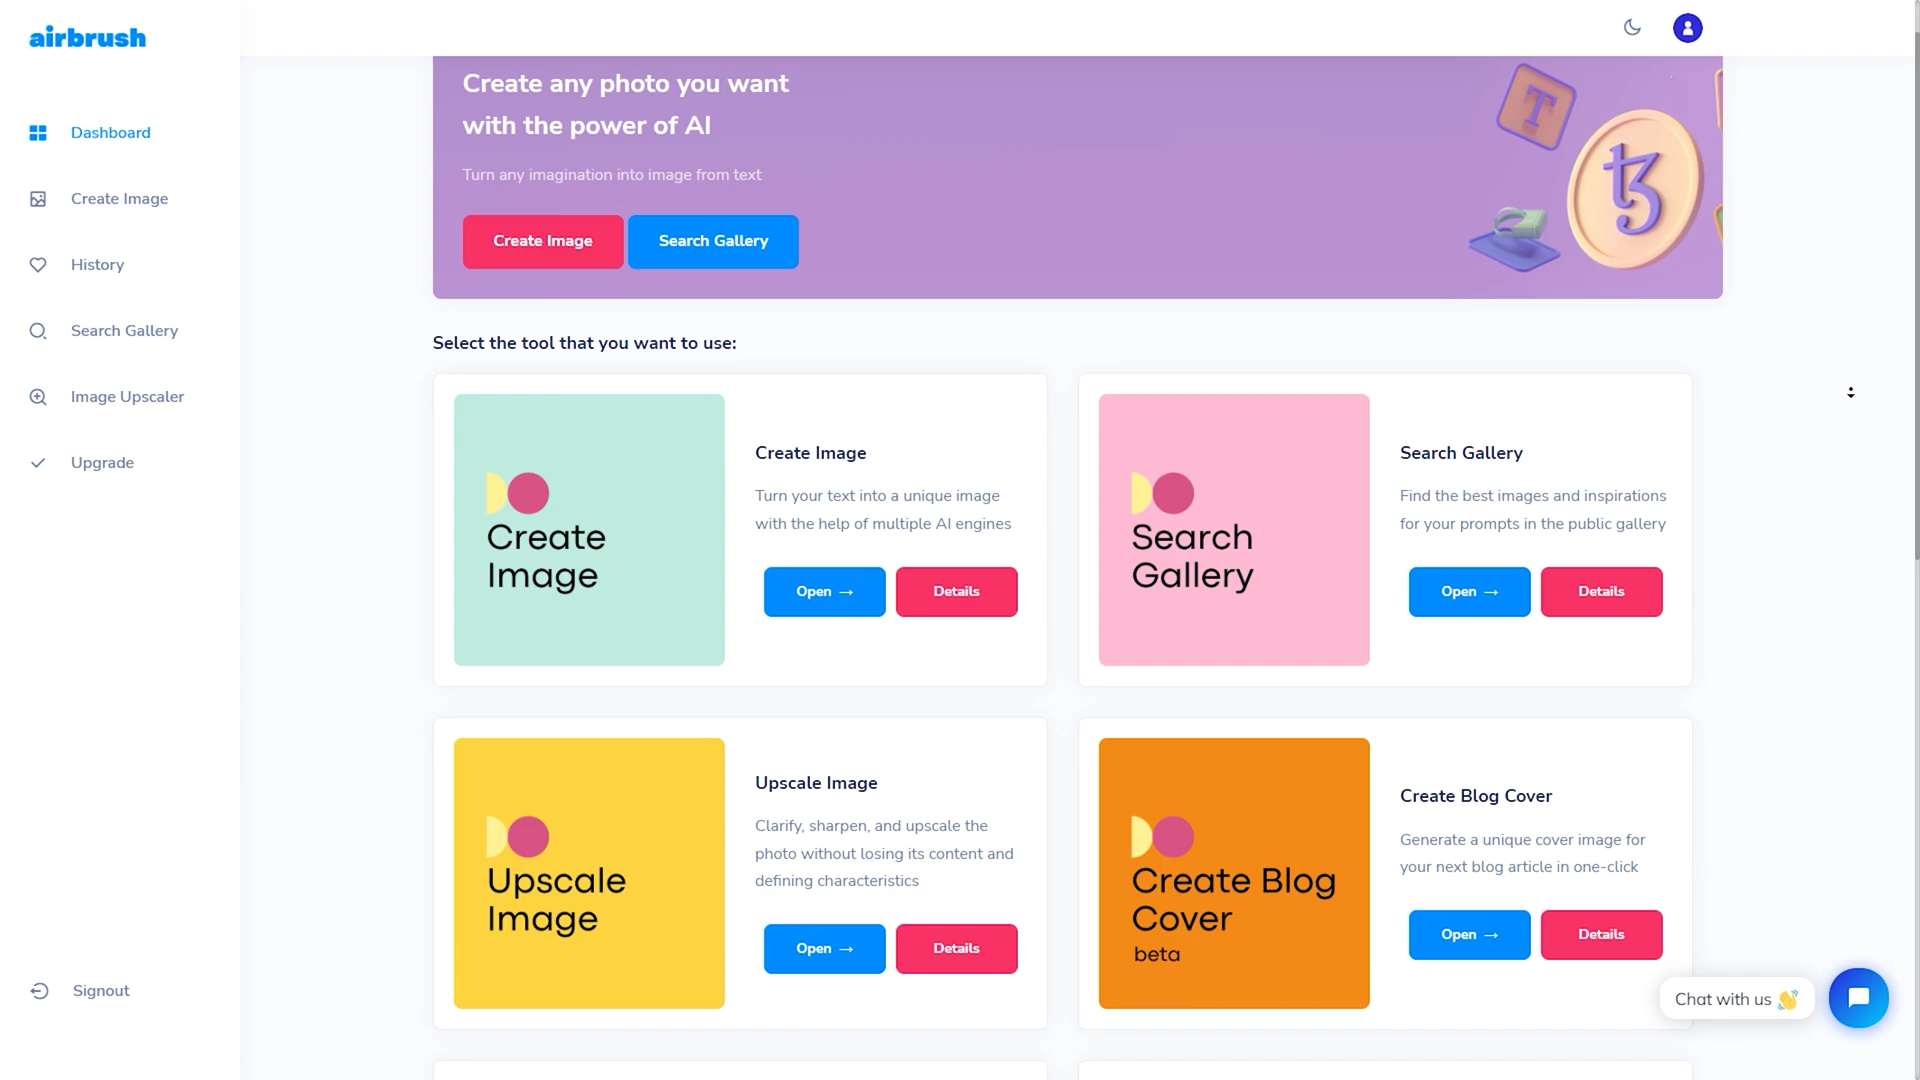 airbrush
Dashboard
Create Image
History
Search Gallery
Image Upscaler
Upgrade
Signout
Create any photo you want
with the power of AI
Turn any imagination into image from text
Create Image
Search Gallery
T
Select the tool that you want to use:
Create
Image
Create Image
Turn your text into a unique image
with the help of multiple AI engines
Open →
Details
Search
Gallery
Search Gallery
Find the best images and inspirations
for your prompts in the public gallery
Open →
Details
Upscale
Image
Upscale Image
Clarify, sharpen, and upscale the
photo without losing its content and
defining characteristics
Open →
Details
Create Blog
Cover
beta
Create Blog Cover
Generate a unique cover image for
your next blog article in one-click
Open →
Details
Chat with us 👋